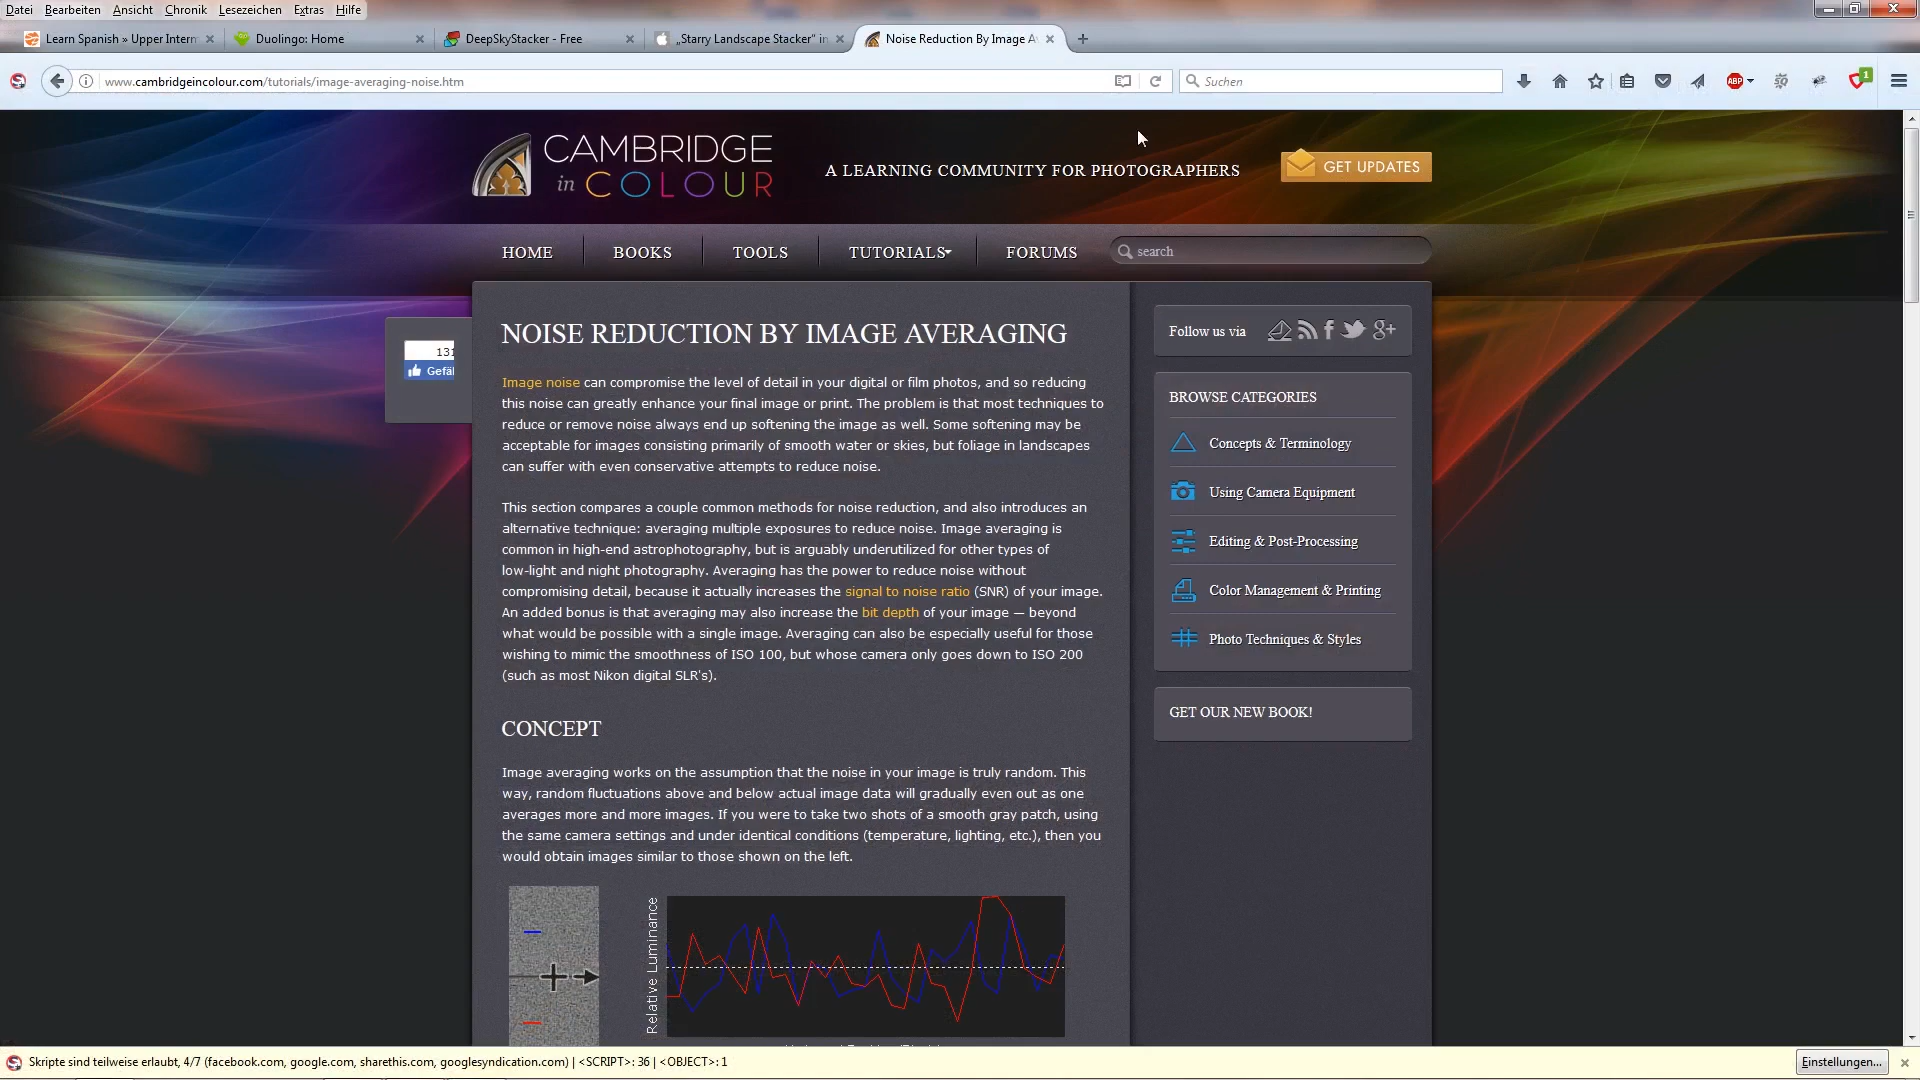 Datei Bearbeiten Ansicht Chronik Lesezeichen Extras Hilfe
Learn Spanish » Upper Interm
Duolingo: Home
DeepSkyStacker - Free
„Starry Landscape Stacker“ in
Noise Reduction By Image A
www.cambridgeincolour.com/tutorials/image-averaging-noise.htm
Suchen
ABP
1
CAMBRIDGE
in COLOUR
A LEARNING COMMUNITY FOR PHOTOGRAPHERS
GET UPDATES
HOME BOOKS TOOLS TUTORIALS FORUMS
search
131
Gefäl
NOISE REDUCTION BY IMAGE AVERAGING
Image noise can compromise the level of detail in your digital or film photos, and so reducing
this noise can greatly enhance your final image or print. The problem is that most techniques to
reduce or remove noise always end up softening the image as well. Some softening may be
acceptable for images consisting primarily of smooth water or skies, but foliage in landscapes
can suffer with even conservative attempts to reduce noise.
This section compares a couple common methods for noise reduction, and also introduces an
alternative technique: averaging multiple exposures to reduce noise. Image averaging is
common in high-end astrophotography, but is arguably underutilized for other types of
low-light and night photography. Averaging has the power to reduce noise without
compromising detail, because it actually increases the signal to noise ratio (SNR) of your image.
An added bonus is that averaging may also increase the bit depth of your image — beyond
what would be possible with a single image. Averaging can also be especially useful for those
wishing to mimic the smoothness of ISO 100, but whose camera only goes down to ISO 200
(such as most Nikon digital SLR's).
CONCEPT
Image averaging works on the assumption that the noise in your image is truly random. This
way, random fluctuations above and below actual image data will gradually even out as one
averages more and more images. If you were to take two shots of a smooth gray patch, using
the same camera settings and under identical conditions (temperature, lighting, etc.), then you
would obtain images similar to those shown on the left.
Relative Luminance
Follow us via
BROWSE CATEGORIES
Concepts & Terminology
Using Camera Equipment
Editing & Post-Processing
Color Management & Printing
Photo Techniques & Styles
GET OUR NEW BOOK!
Skripte sind teilweise erlaubt, 4/7 (facebook.com, google.com, sharethis.com, googlesyndication.com) | <SCRIPT>: 36 | <OBJECT>: 1
Einstellungen...